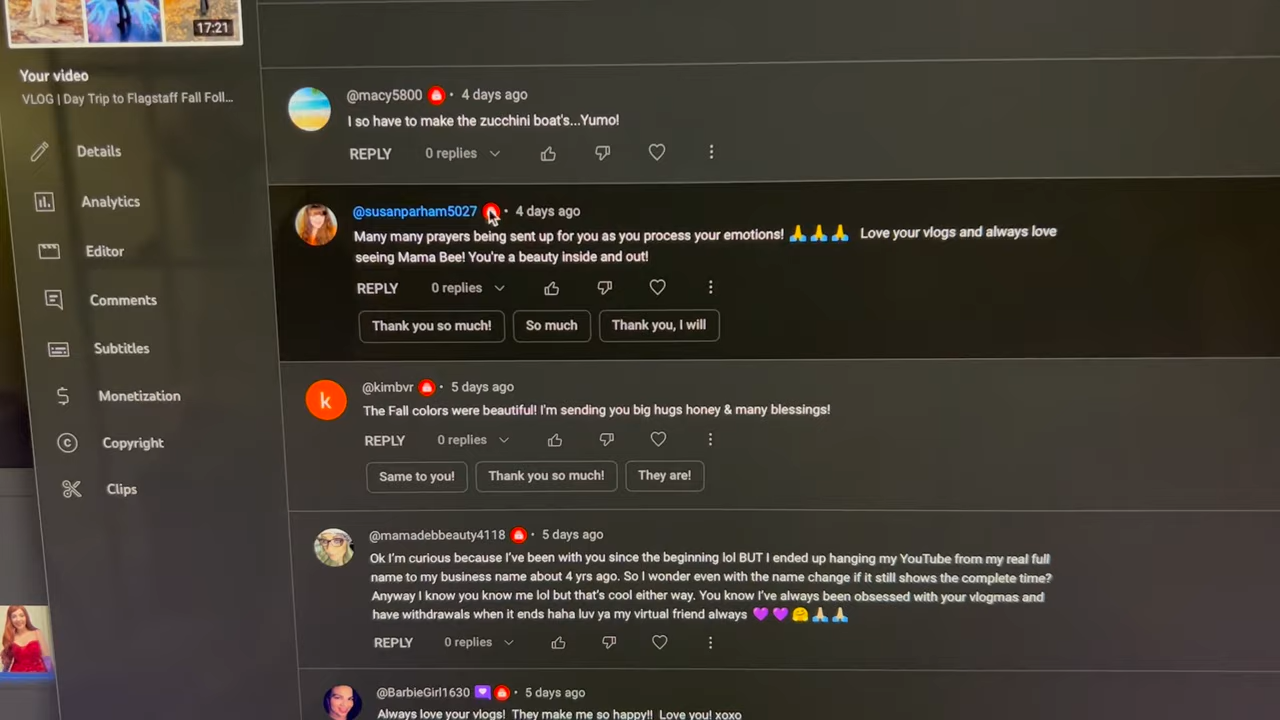 17:21
Your video
VLOG | Day Trip to Flagstaff Fall Foll...
Details
Analytics
Editor
Comments
Subtitles
Monetization
Copyright
Clips
@macy5800 • 4 days ago
I so have to make the zucchini boat's...Yumo!
REPLY 0 replies
@susanparham5027 • 4 days ago
Many many prayers being sent up for you as you process your emotions! 🙏🙏🙏 Love your vlogs and always love
seeing Mama Bee! You're a beauty inside and out!
REPLY 0 replies
Thank you so much! So much Thank you, I will
k
@kimbvr • 5 days ago
The Fall colors were beautiful! I'm sending you big hugs honey & many blessings!
REPLY 0 replies
Same to you! Thank you so much! They are!
@mamadebbeauty4118 • 5 days ago
Ok I'm curious because I've been with you since the beginning lol BUT I ended up hanging my YouTube from my real full
name to my business name about 4 yrs ago. So I wonder even with the name change if it still shows the complete time?
Anyway I know you know me lol but that's cool either way. You know I've always been obsessed with your vlogmas and
have withdrawals when it ends haha luv ya my virtual friend always 💜💜🤗🙏🏼🙏🏼
REPLY 0 replies
@BarbieGirl1630 • 5 days ago
Always love your vlogs! They make me so happy!! Love you! xoxo